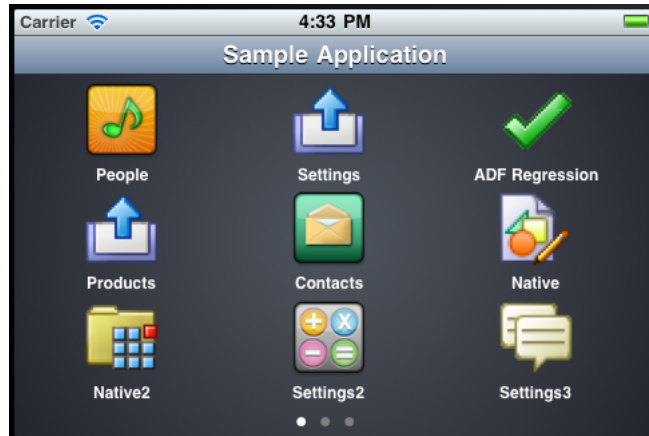 Carrier 4:33 PM
Sample Application
People Settings ADF Regression
Products Contacts Native
Native2 Settings2 Settings3